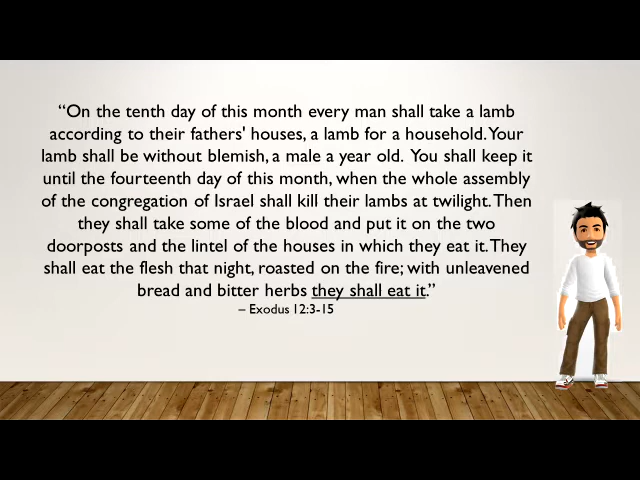 “On the tenth day of this month every man shall take a lamb
according to their fathers' houses, a lamb for a household. Your
lamb shall be without blemish, a male a year old. You shall keep it
until the fourteenth day of this month, when the whole assembly
of the congregation of Israel shall kill their lambs at twilight. Then
they shall take some of the blood and put it on the two
doorposts and the lintel of the houses in which they eat it. They
shall eat the flesh that night, roasted on the fire; with unleavened
bread and bitter herbs they shall eat it.”
– Exodus 12:3-15